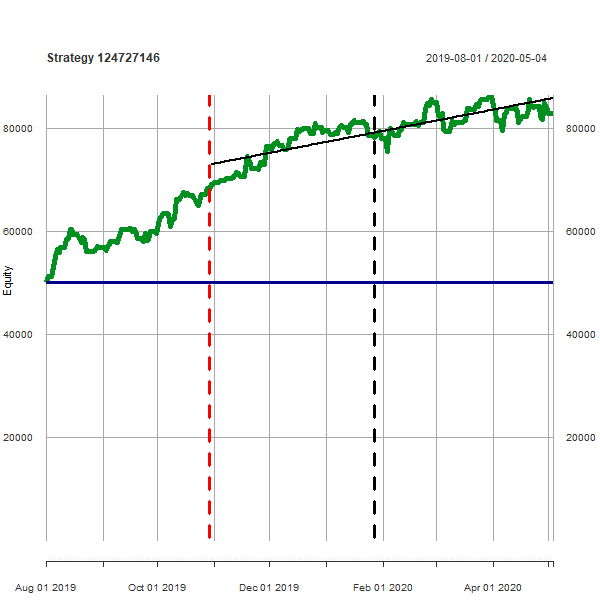 Strategy 124727146
2019-08-01 / 2020-05-04
80000
80000
60000
60000
Equity
40000
40000
20000
20000
Aug 01 2019
Oct 01 2019
Dec 01 2019
Feb 01 2020
Apr 01 2020